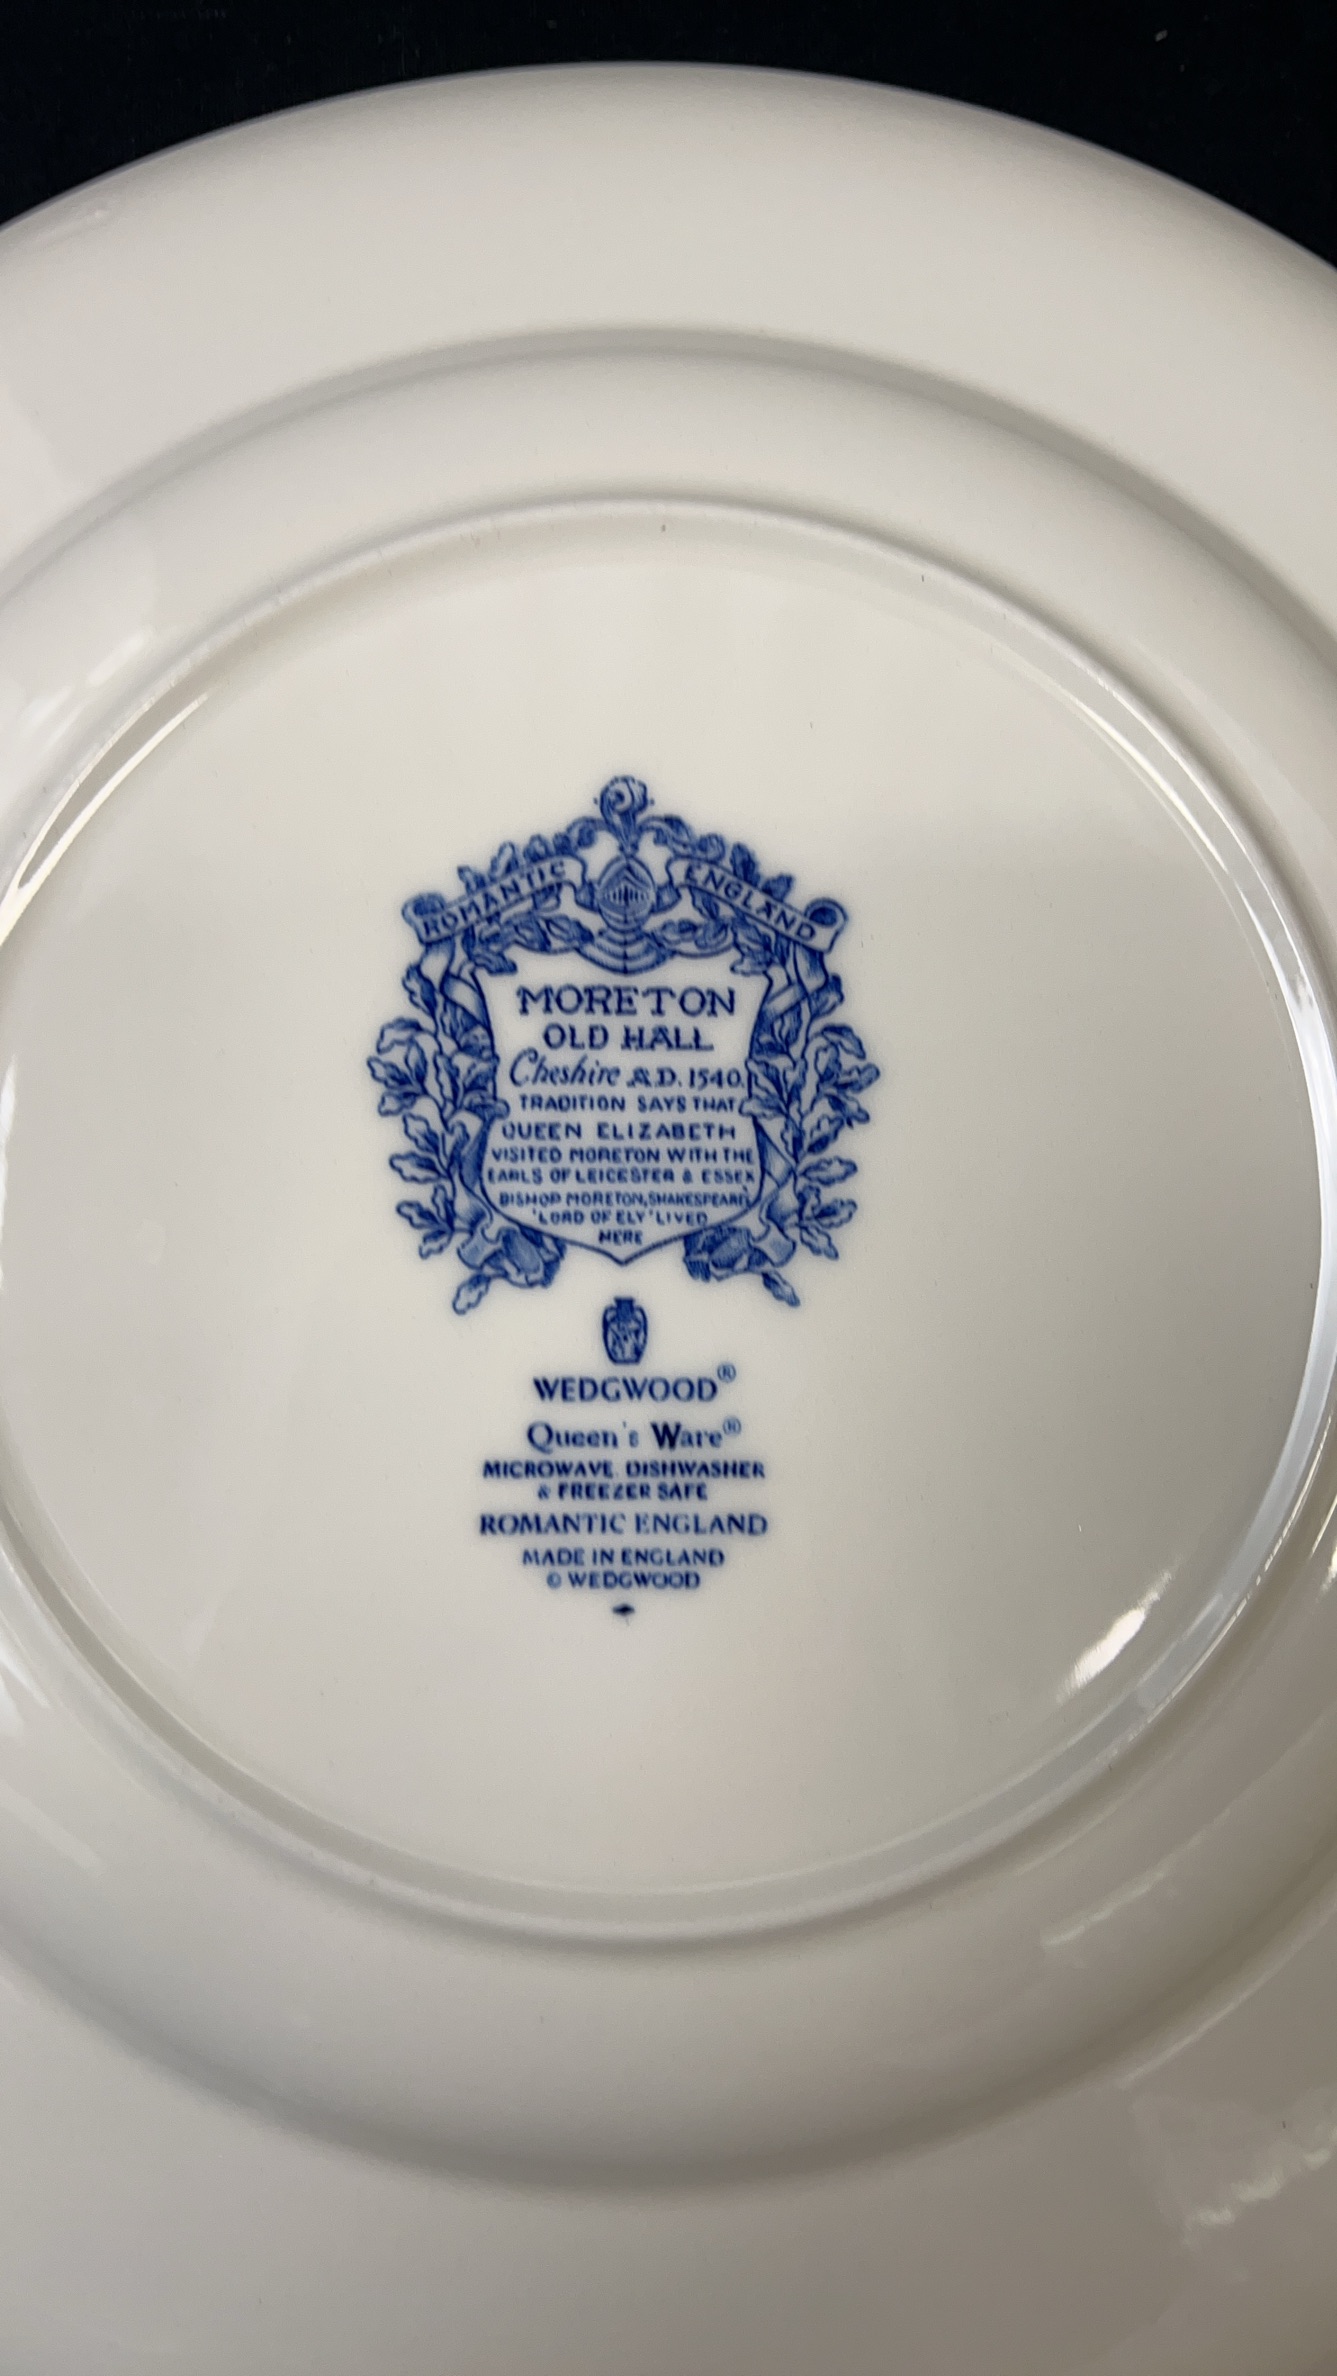 ROMANTIC ENGLAND
MORETON
OLD HALL
Cheshire A.D. 1540.
TRADITION SAYS THAT
QUEEN ELIZABETH
VISITED MORETON WITH THE
EARLS OF LEICESTER & ESSEX
BISHOP MORETON, SHAKESPEARE'S
'LORD OF ELY' LIVED
HERE
WEDGWOOD®
Queen's Ware®
MICROWAVE, DISHWASHER
& FREEZER SAFE
ROMANTIC ENGLAND
MADE IN ENGLAND
© WEDGWOOD